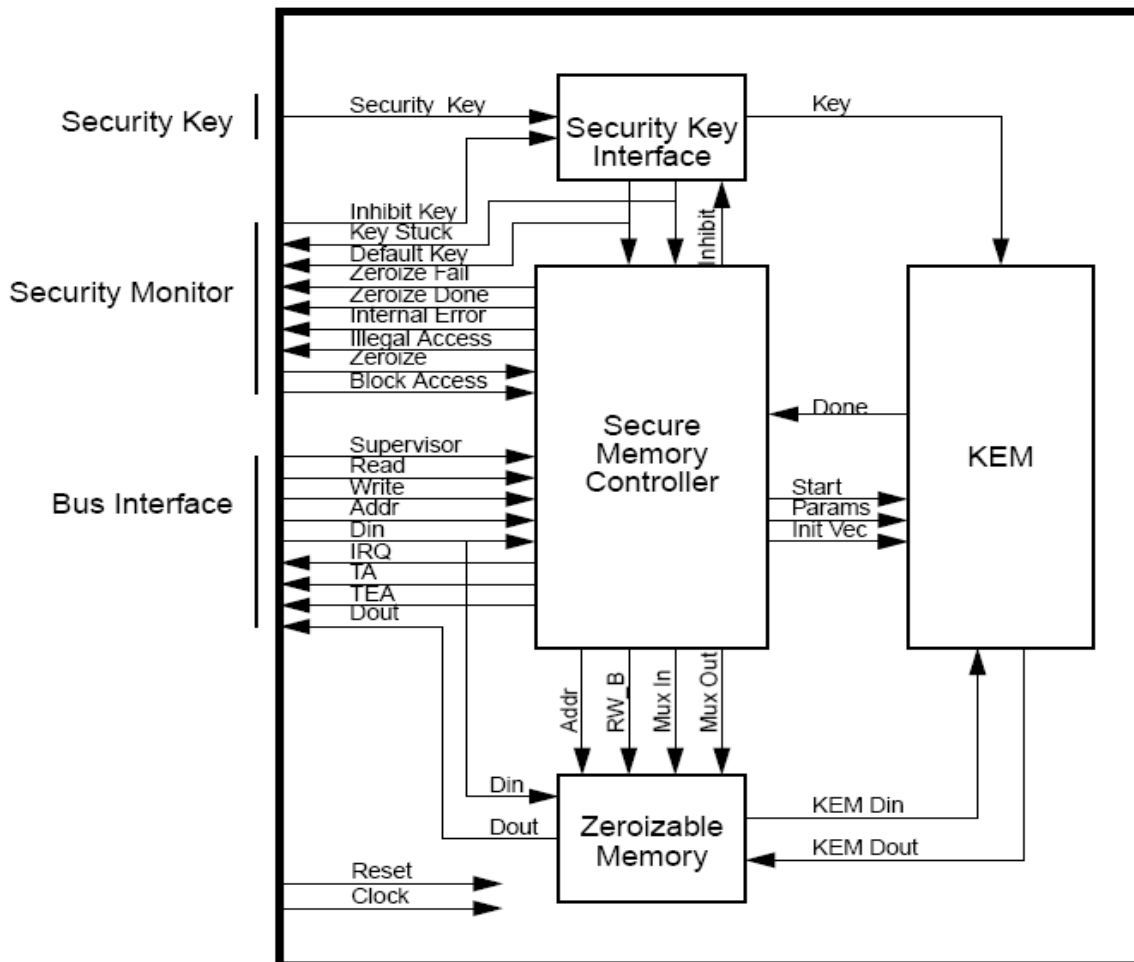 Security Key
Security Key
Security Key
Interface
Key
Security Monitor
Inhibit Key
Key Stuck
Default Key
Zeroize Fail
Zeroize Done
Internal Error
Illegal Access
Zeroize
Block Access
Inhibit
Secure
Memory
Controller
Done
Start
Params
Init Vec
KEM
Bus Interface
Supervisor
Read
Write
Addr
Din
IRQ
TA
TEA
Dout
Addr
RW_B
Mux In
Mux Out
Din
Dout
Zeroizable
Memory
KEM Din
KEM Dout
Reset
Clock